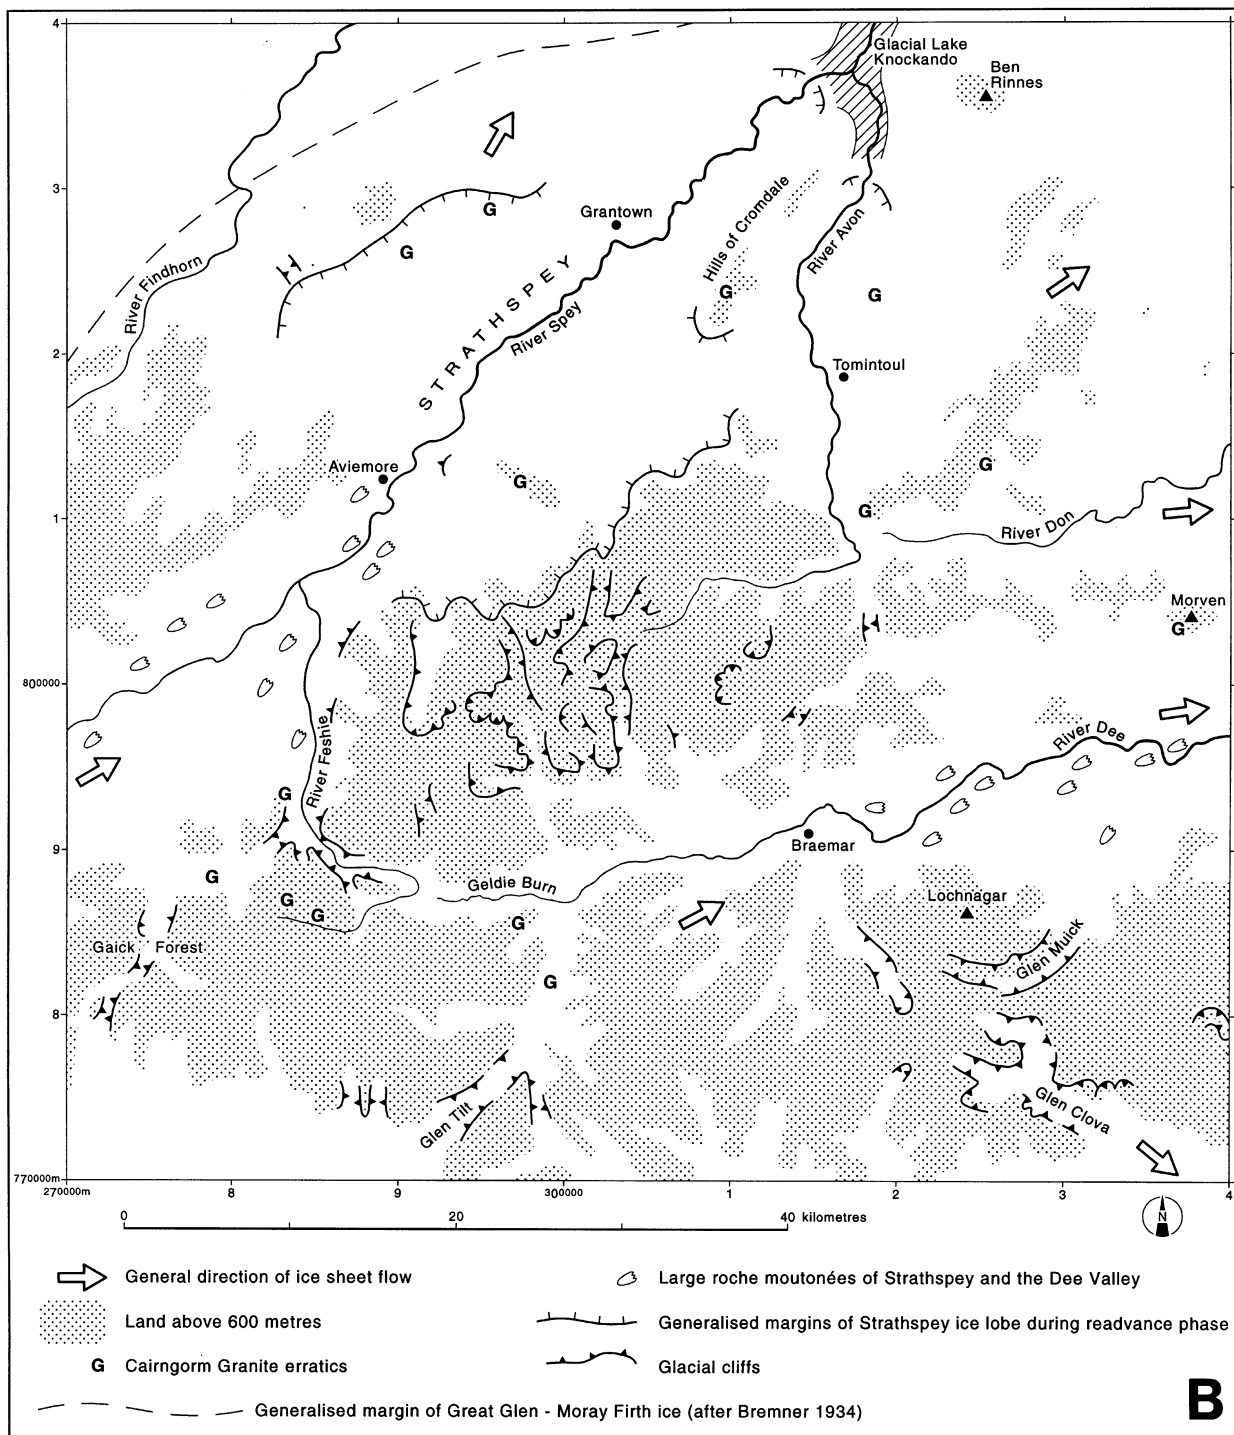 4
Glacial Lake
Knockando
Ben
Rinnes
3
Grantown
Hills of Cromdale
River Avon
G
G
River Findhorn
STRATHSPEY
River Spey
G
G
2
Tomintoul
Aviemore
G
G
1
G
River Don
Morven
G
800000
River Feshie
River Dee
G
9
Braemar
G
Geldie Burn
Lochnagar
G
G
G
Gaick Forest
Glen Muick
G
8
Glen Tilt
Glen Clova
770000m
270000m
8
9
300000
1
2
3
4
0
20
40 kilometres
N
General direction of ice sheet flow
Large roche moutonées of Strathspey and the Dee Valley
Land above 600 metres
Generalised margins of Strathspey ice lobe during readvance phase
G Cairngorm Granite erratics
Glacial cliffs
Generalised margin of Great Glen - Moray Firth ice (after Bremner 1934)
B